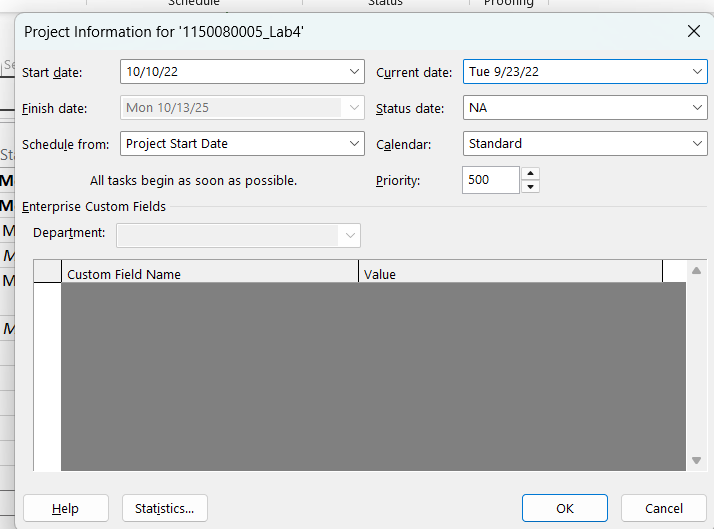 Schedule
Status
Proofing
Project Information for '1150080005_Lab4'
Start date: 10/10/22 Current date: Tue 9/23/22
Finish date: Mon 10/13/25 Status date: NA
Schedule from: Project Start Date Calendar: Standard
All tasks begin as soon as possible. Priority: 500
Enterprise Custom Fields
Department:
Custom Field Name Value
Help Statistics... OK Cancel